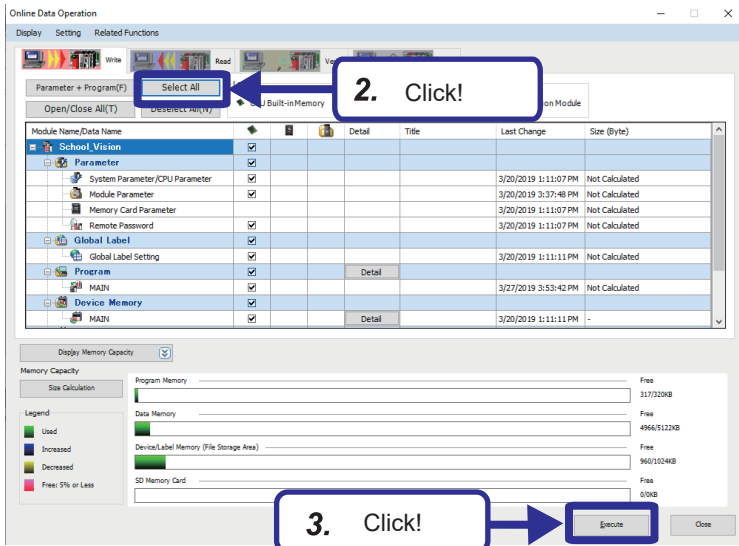 Online Data Operation
Display Setting Related Functions
Write Read
Parameter + Program(F) Select All
Open/Close All(T)
2. Click!
Module Name/Data Name Detail Title Last Change Size (Byte)
School_Vision
Parameter
System Parameter/CPU Parameter 3/20/2019 1:11:07 PM Not Calculated
Module Parameter 3/20/2019 3:37:48 PM Not Calculated
Memory Card Parameter 3/20/2019 1:11:07 PM Not Calculated
Remote Password 3/20/2019 1:11:07 PM Not Calculated
Global Label
Global Label Setting 3/20/2019 1:11:11 PM Not Calculated
Program Detail
MAIN 3/27/2019 3:53:42 PM Not Calculated
Device Memory
MAIN Detail 3/20/2019 1:11:11 PM -
Display Memory Capacity
Memory Capacity
Size Calculation
Legend
Used
Increased
Decreased
Free: 5% or Less
Program Memory Free
317/320KB
Data Memory Free
4966/5122KB
Device/Label Memory (File Storage Area) Free
960/1024KB
SD Memory Card Free
0/0KB
3. Click!
Execute Close